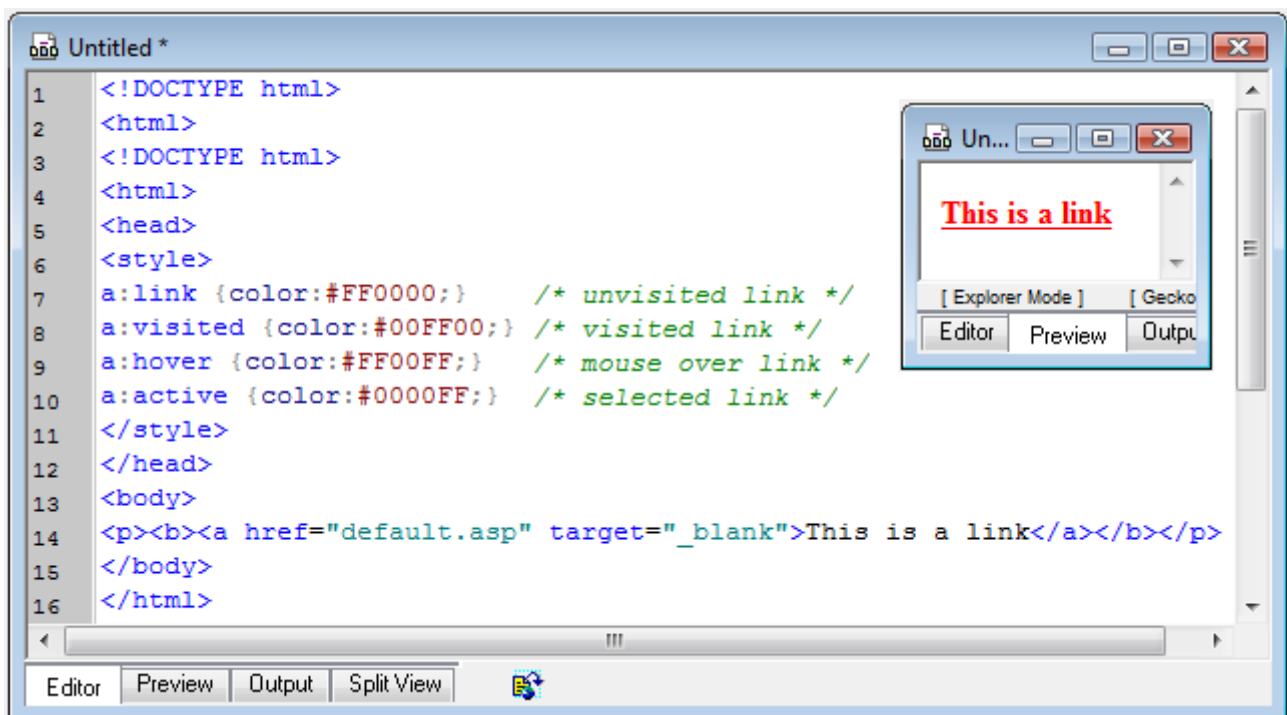 Untitled *
1 <!DOCTYPE html>
2 <html>
3 <!DOCTYPE html>
4 <html>
5 <head>
6 <style>
7 a:link {color:#FF0000;}    /* unvisited link */
8 a:visited {color:#00FF00;} /* visited link */
9 a:hover {color:#FF00FF;}   /* mouse over link */
10 a:active {color:#0000FF;}  /* selected link */
11 </style>
12 </head>
13 <body>
14 <p><b><a href="default.asp" target="_blank">This is a link</a></b></p>
15 </body>
16 </html>
Editor Preview Output Split View
Un...
This is a link
[ Explorer Mode ] [ Gecko
Editor Preview Outpu